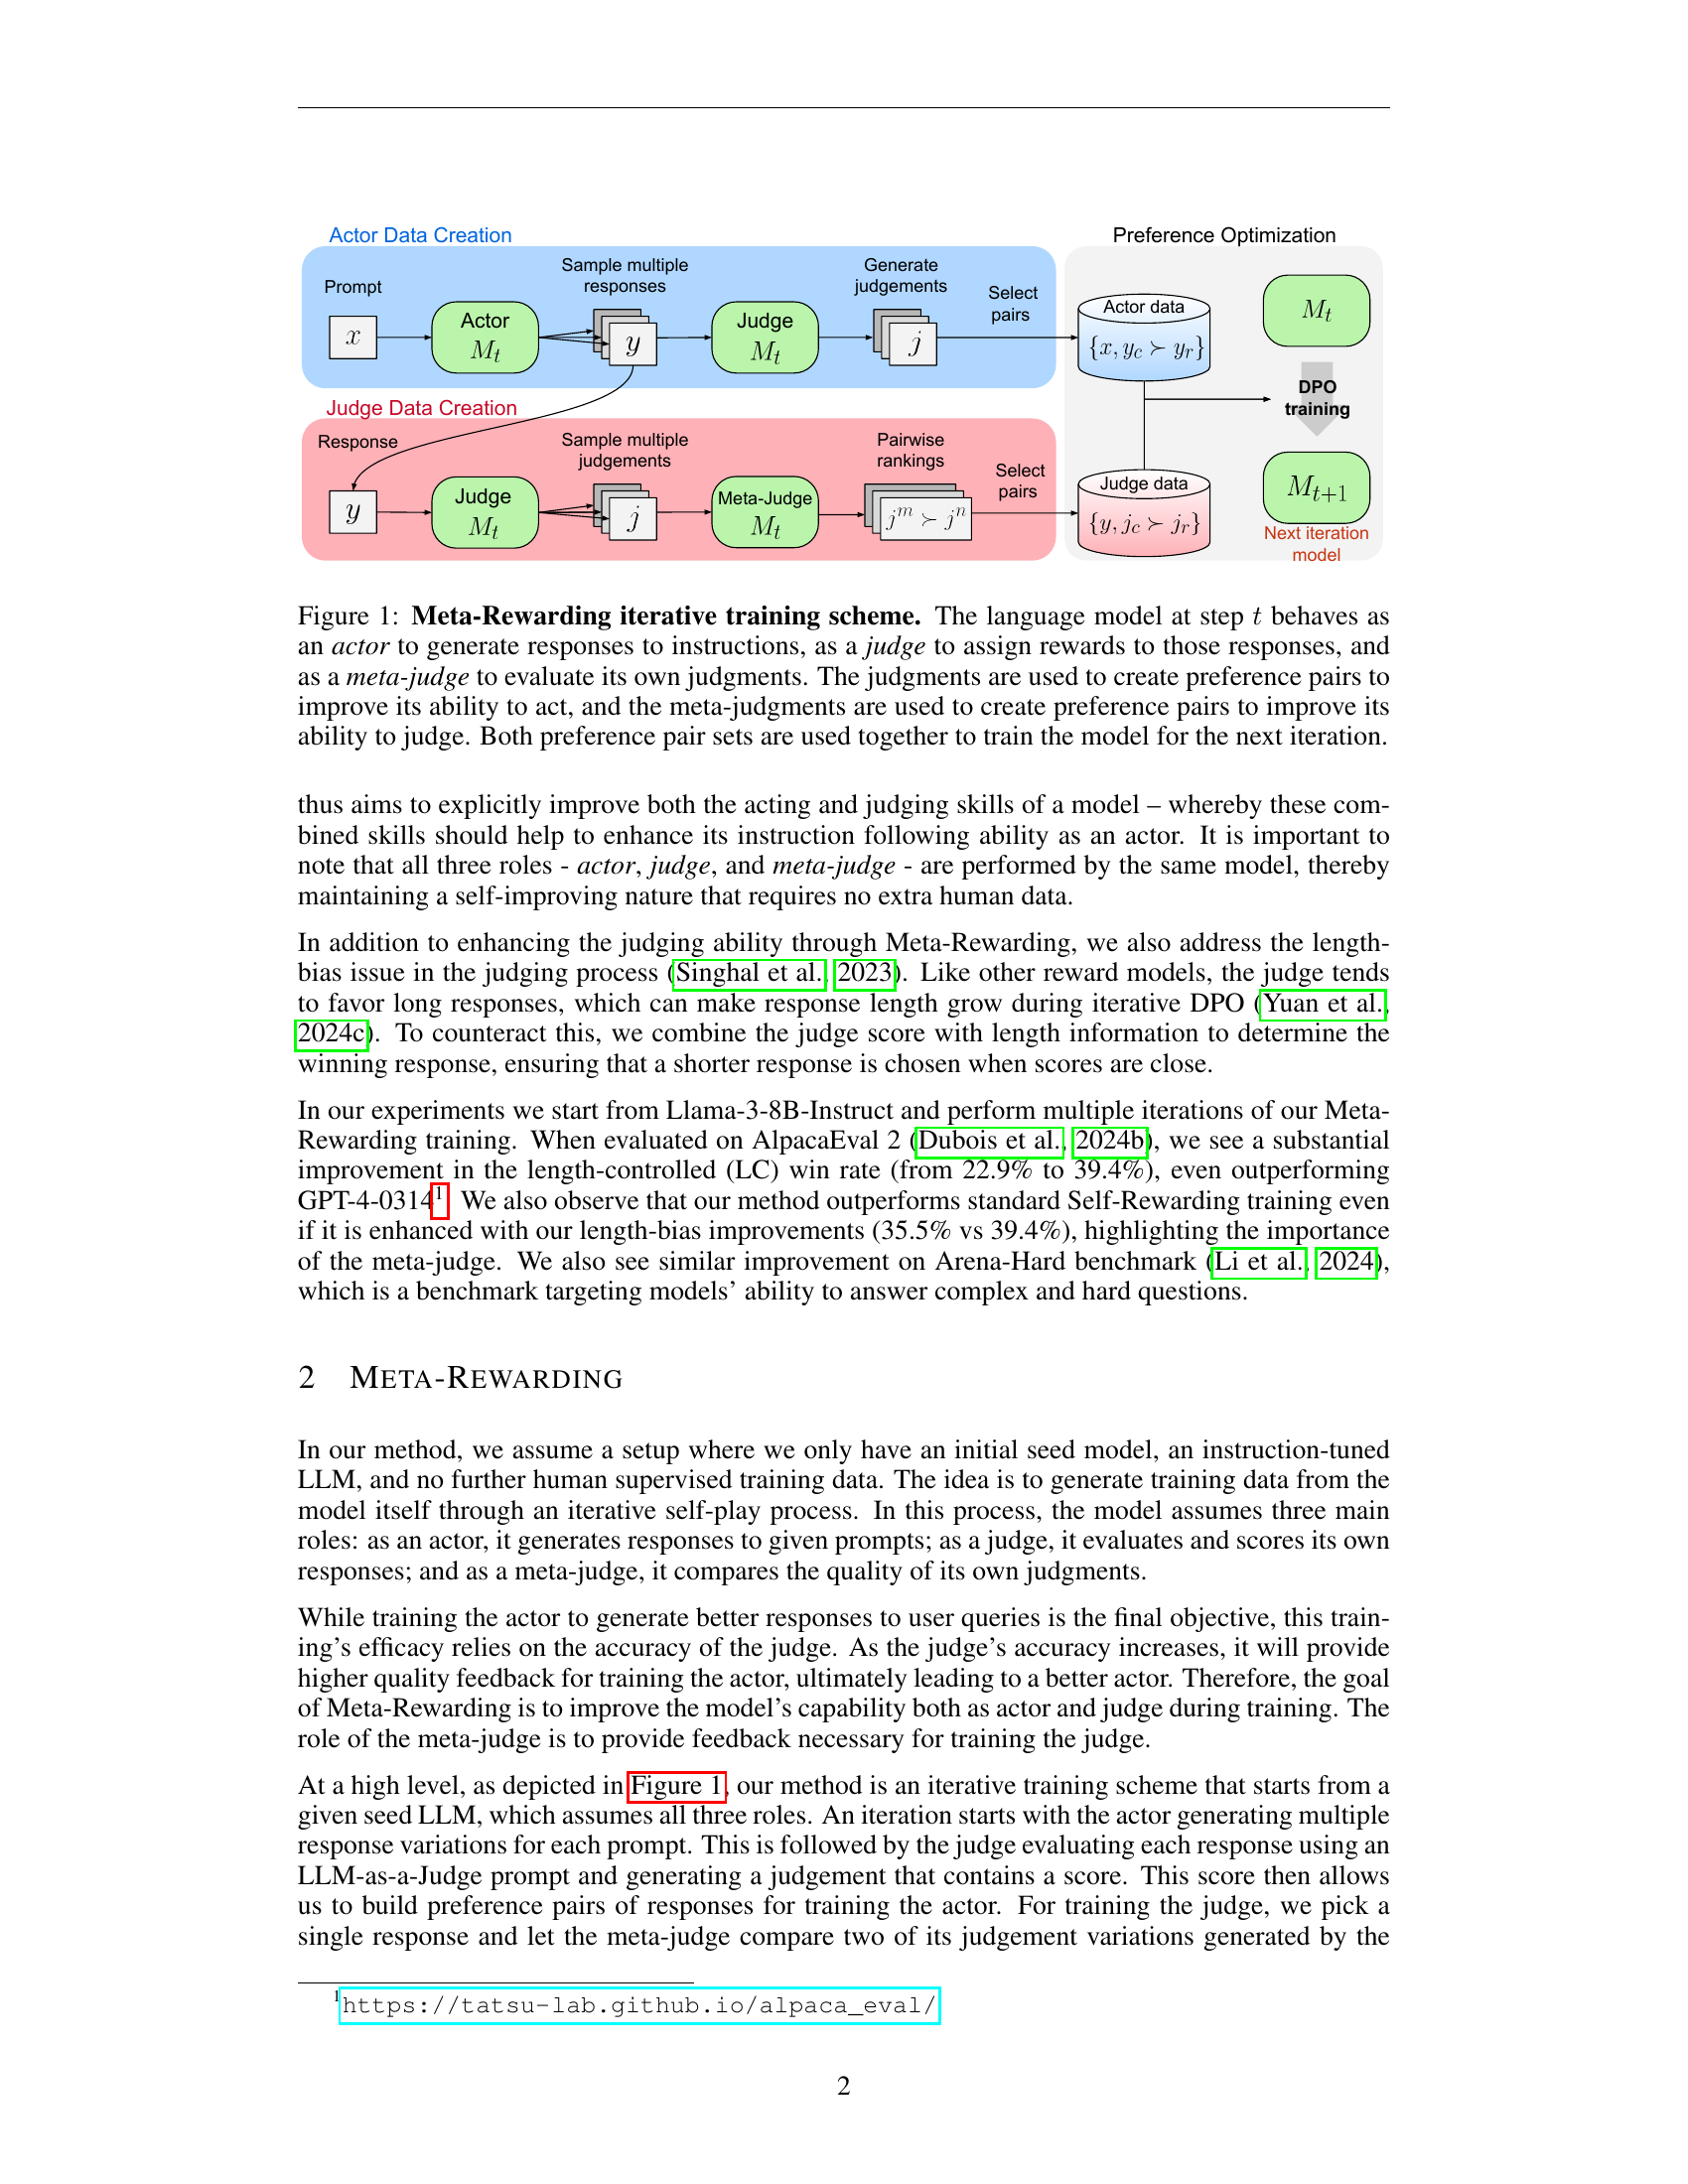 Actor Data Creation
Preference Optimization
Prompt
Sample multiple
responses
Generate
judgements
Select
pairs
x
Actor
M_t
y
Judge
M_t
j
Actor data
{x, y_c ≻ y_r}
M_t
DPO
training
Judge Data Creation
Response
Sample multiple
judgements
Pairwise
rankings
Select
pairs
y
Judge
M_t
j
Meta-Judge
M_t
j^m ≻ j^n
Judge data
{y, j_c ≻ j_r}
M_{t+1}
Next iteration
model
Figure 1: Meta-Rewarding iterative training scheme. The language model at step t behaves as
an actor to generate responses to instructions, as a judge to assign rewards to those responses, and
as a meta-judge to evaluate its own judgments. The judgments are used to create preference pairs to
improve its ability to act, and the meta-judgments are used to create preference pairs to improve its
ability to judge. Both preference pair sets are used together to train the model for the next iteration.
thus aims to explicitly improve both the acting and judging skills of a model – whereby these com-
bined skills should help to enhance its instruction following ability as an actor. It is important to
note that all three roles - actor, judge, and meta-judge - are performed by the same model, thereby
maintaining a self-improving nature that requires no extra human data.
In addition to enhancing the judging ability through Meta-Rewarding, we also address the length-
bias issue in the judging process (Singhal et al., 2023). Like other reward models, the judge tends
to favor long responses, which can make response length grow during iterative DPO (Yuan et al.,
2024c). To counteract this, we combine the judge score with length information to determine the
winning response, ensuring that a shorter response is chosen when scores are close.
In our experiments we start from Llama-3-8B-Instruct and perform multiple iterations of our Meta-
Rewarding training. When evaluated on AlpacaEval 2 (Dubois et al., 2024b), we see a substantial
improvement in the length-controlled (LC) win rate (from 22.9% to 39.4%), even outperforming
GPT-4-0314¹. We also observe that our method outperforms standard Self-Rewarding training even
if it is enhanced with our length-bias improvements (35.5% vs 39.4%), highlighting the importance
of the meta-judge. We also see similar improvement on Arena-Hard benchmark (Li et al., 2024),
which is a benchmark targeting models' ability to answer complex and hard questions.
2 META-REWARDING
In our method, we assume a setup where we only have an initial seed model, an instruction-tuned
LLM, and no further human supervised training data. The idea is to generate training data from the
model itself through an iterative self-play process. In this process, the model assumes three main
roles: as an actor, it generates responses to given prompts; as a judge, it evaluates and scores its own
responses; and as a meta-judge, it compares the quality of its own judgments.
While training the actor to generate better responses to user queries is the final objective, this train-
ing's efficacy relies on the accuracy of the judge. As the judge's accuracy increases, it will provide
higher quality feedback for training the actor, ultimately leading to a better actor. Therefore, the goal
of Meta-Rewarding is to improve the model's capability both as actor and judge during training. The
role of the meta-judge is to provide feedback necessary for training the judge.
At a high level, as depicted in Figure 1, our method is an iterative training scheme that starts from a
given seed LLM, which assumes all three roles. An iteration starts with the actor generating multiple
response variations for each prompt. This is followed by the judge evaluating each response using an
LLM-as-a-Judge prompt and generating a judgement that contains a score. This score then allows
us to build preference pairs of responses for training the actor. For training the judge, we pick a
single response and let the meta-judge compare two of its judgement variations generated by the
¹https://tatsu-lab.github.io/alpaca_eval/
2